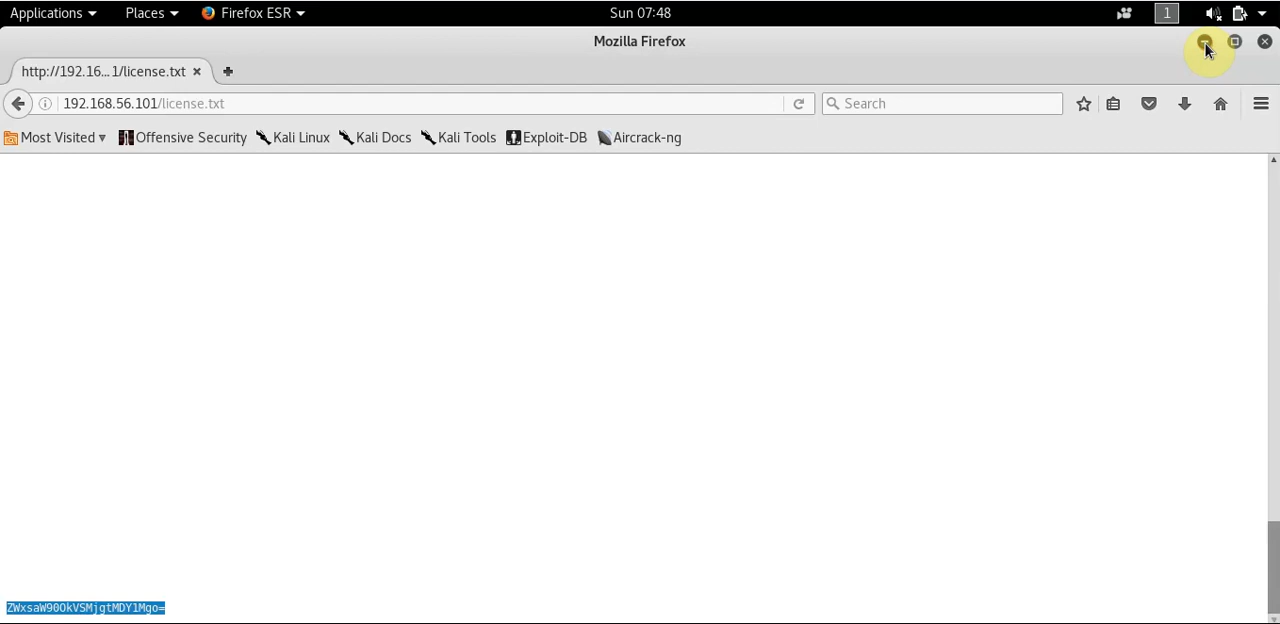 Applications Places Firefox ESR Sun 07:48 1
Mozilla Firefox
http://192.16...1/license.txt
192.168.56.101/license.txt Search
Most Visited Offensive Security Kali Linux Kali Docs Kali Tools Exploit-DB Aircrack-ng
ZWxsaW90OkVSMjgtMDY1Mgo=